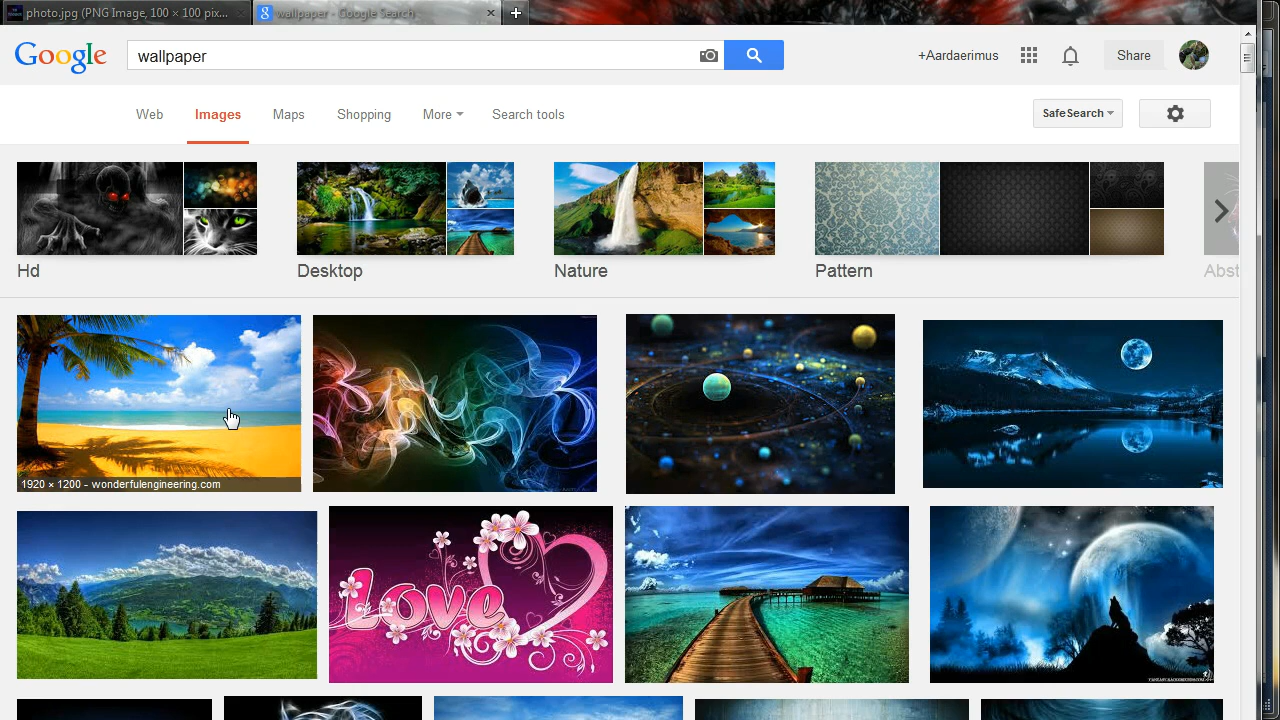 photo.jpg (PNG Image, 100 × 100 pix...
wallpaper - Google Search
Google
wallpaper
+Aardaerimus
Share
Web
Images
Maps
Shopping
More
Search tools
SafeSearch
Hd
Desktop
Nature
Pattern
Abst
1920 × 1200 - wonderfulengineering.com
Love